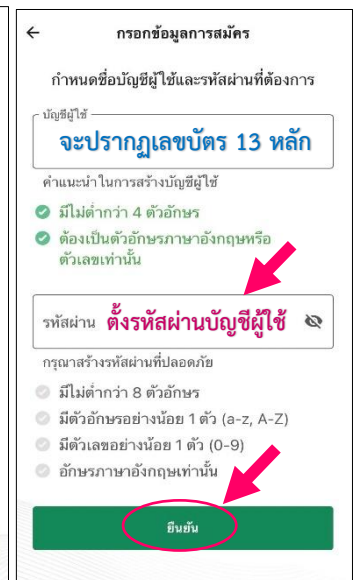 กรอกข้อมูลการสมัคร
กำหนดชื่อบัญชีผู้ใช้และรหัสผ่านที่ต้องการ
บัญชีผู้ใช้
จะปรากฏเลขบัตร 13 หลัก
คำแนะนำในการสร้างบัญชีผู้ใช้
มีไม่ต่ำกว่า 4 ตัวอักษร
ต้องเป็นตัวอักษรภาษาอังกฤษหรือ
ตัวเลขเท่านั้น
รหัสผ่าน ตั้งรหัสผ่านบัญชีผู้ใช้
กรุณาสร้างรหัสผ่านที่ปลอดภัย
มีไม่ต่ำกว่า 8 ตัวอักษร
มีตัวอักษรอย่างน้อย 1 ตัว (a-z, A-Z)
มีตัวเลขอย่างน้อย 1 ตัว (0-9)
อักษรภาษาอังกฤษเท่านั้น
ยืนยัน